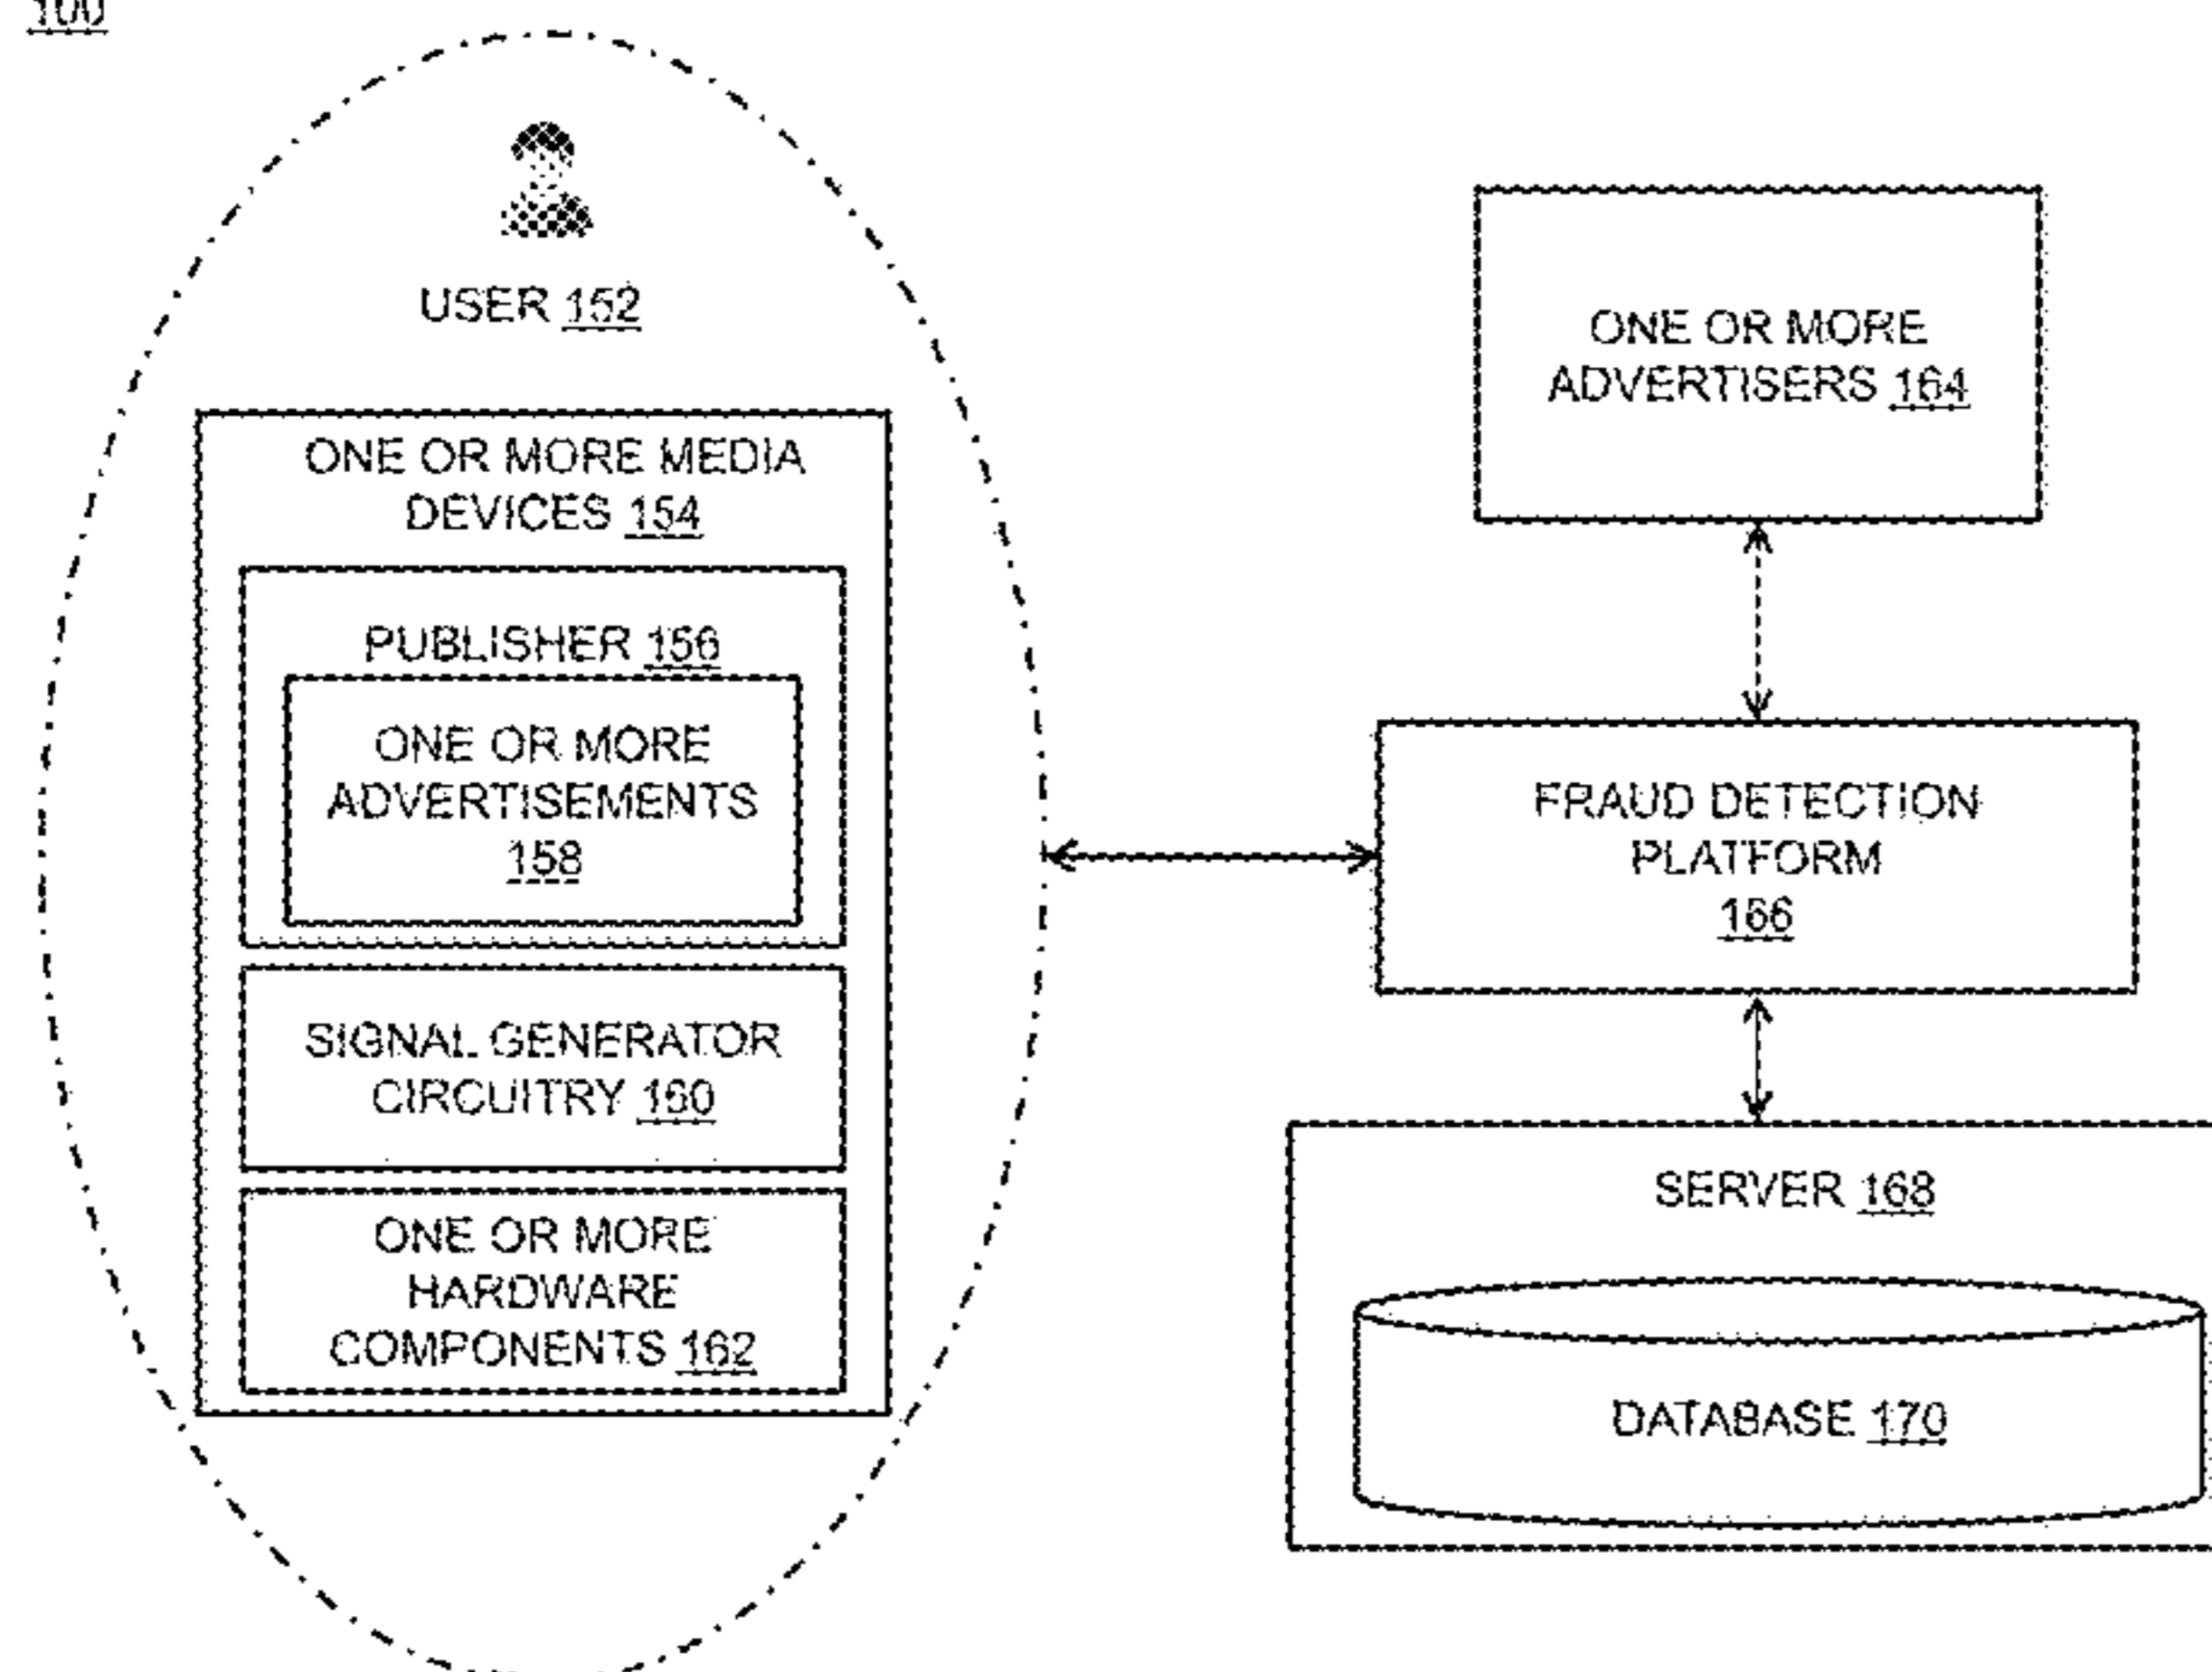 100
USER 152
ONE OR MORE MEDIA
DEVICES 154
PUBLISHER 156
ONE OR MORE
ADVERTISEMENTS
158
SIGNAL GENERATOR
CIRCUITRY 160
ONE OR MORE
HARDWARE
COMPONENTS 162
ONE OR MORE
ADVERTISERS 164
FRAUD DETECTION
PLATFORM
166
SERVER 168
DATABASE 170